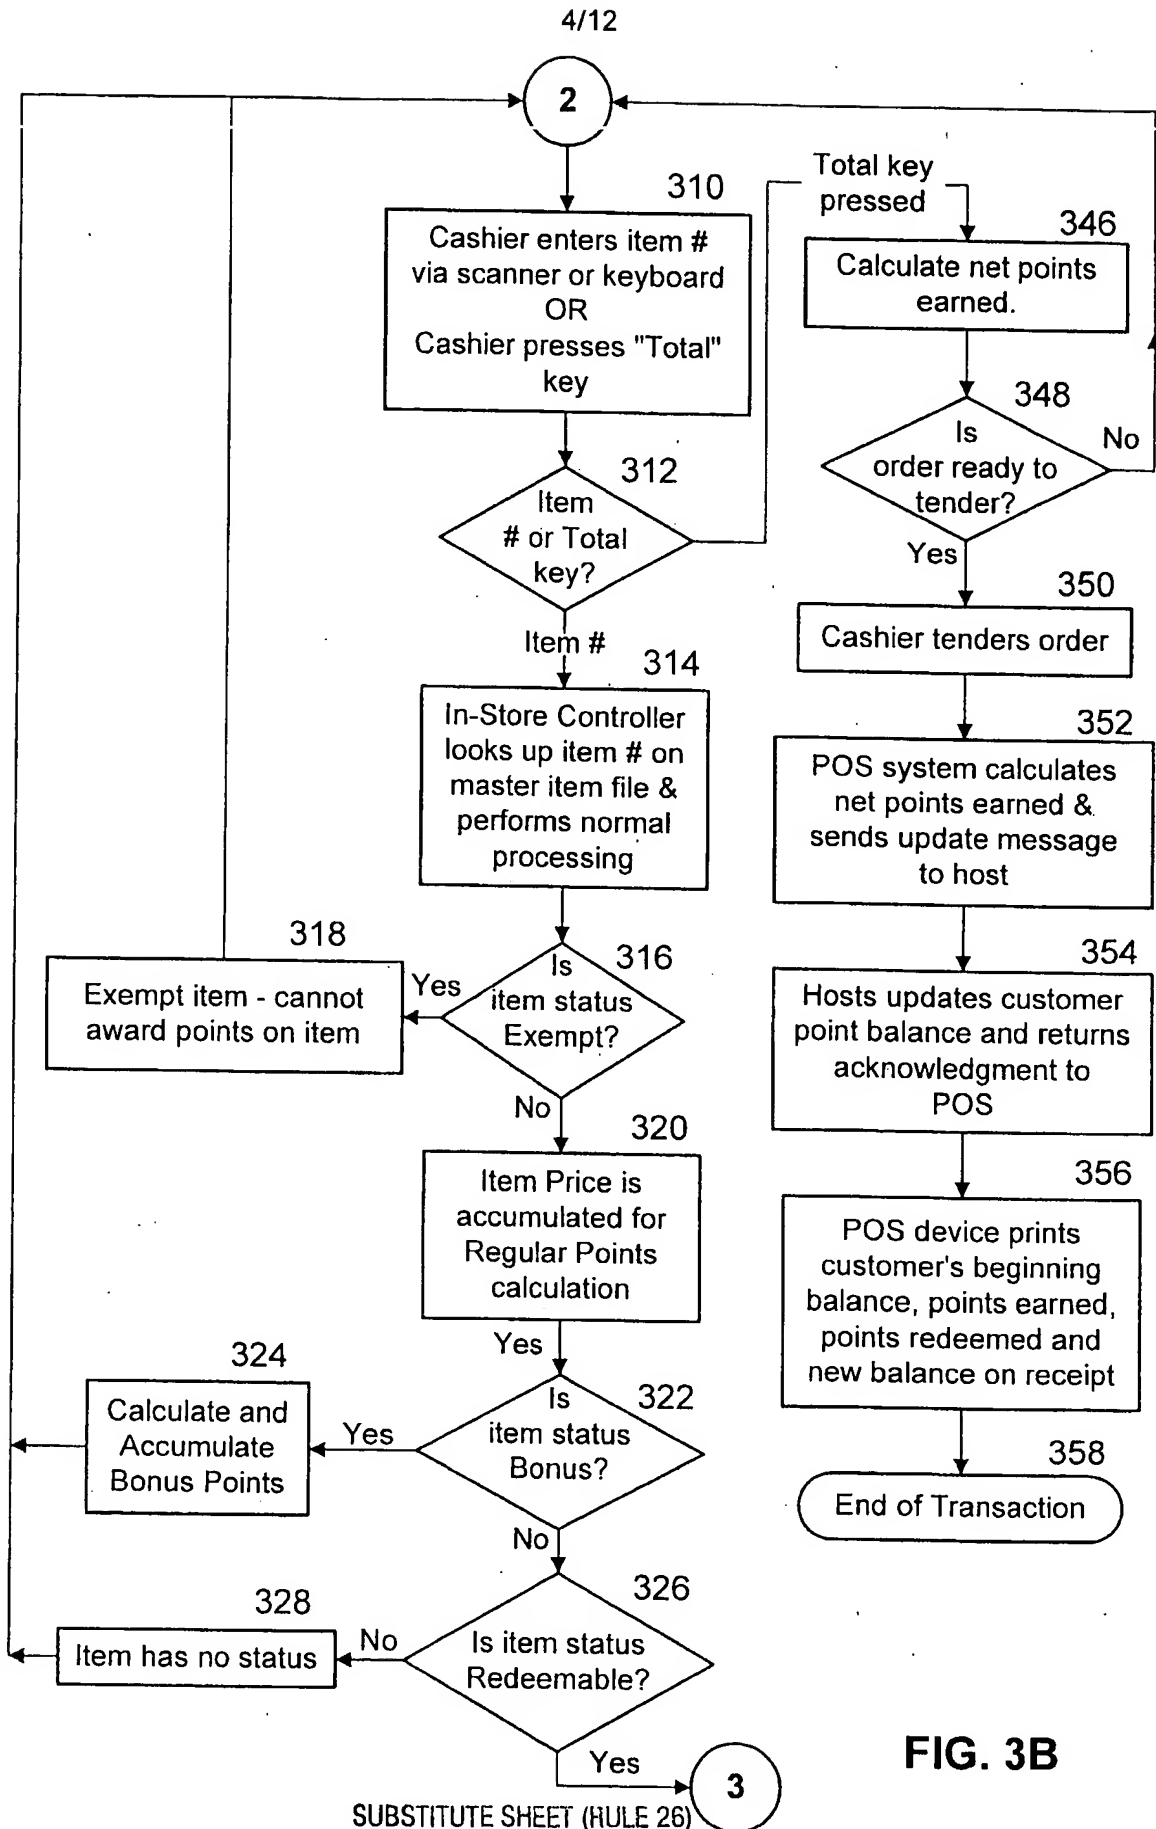 4/12
2
310
Cashier enters item #
via scanner or keyboard
OR
Cashier presses "Total"
key
312
Item
# or Total
key?
Item #
314
In-Store Controller
looks up item # on
master item file &
performs normal
processing
316
Is
item status
Exempt?
Yes
318
Exempt item - cannot
award points on item
No
320
Item Price is
accumulated for
Regular Points
calculation
Yes
322
Is
item status
Bonus?
Yes
324
Calculate and
Accumulate
Bonus Points
No
326
Is item status
Redeemable?
No
328
Item has no status
Yes
3
Total key
pressed
346
Calculate net points
earned.
348
Is
order ready to
tender?
No
Yes
350
Cashier tenders order
352
POS system calculates
net points earned &
sends update message
to host
354
Hosts updates customer
point balance and returns
acknowledgment to
POS
356
POS device prints
customer's beginning
balance, points earned,
points redeemed and
new balance on receipt
358
End of Transaction
FIG. 3B
SUBSTITUTE SHEET (RULE 26)